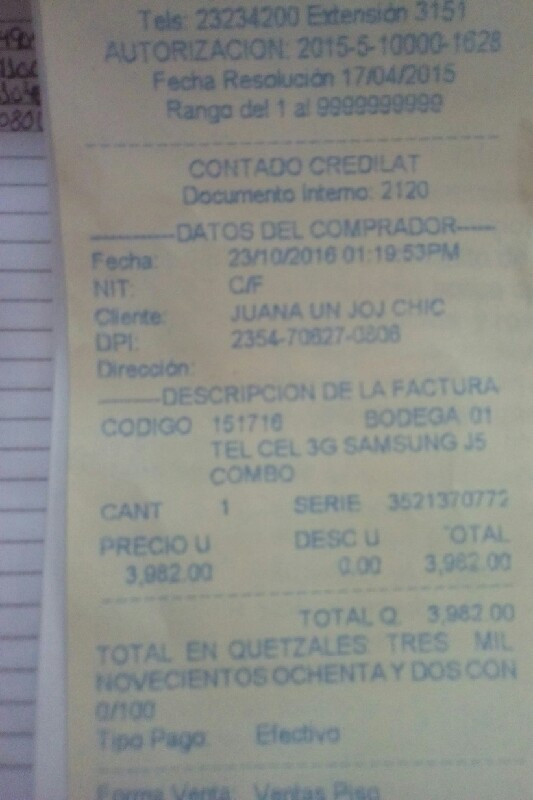 Tels: 23234200 Extensión 3151
AUTORIZACION: 2015-5-10000-1628
Fecha Resolución 17/04/2015
Rango del 1 al 9999999999
CONTADO CREDILAT
Documento Interno: 2120
----------DATOS DEL COMPRADOR-----
Fecha: 23/10/2016 01:19:53PM
NIT: C/F
Cliente: JUANA UN JOJ CHIC
DPI: 2354-70627-0806
Dirección:
--------DESCRIPCION DE LA FACTURA
CODIGO 151716 BODEGA 01
TEL CEL 3G SAMSUNG J5
COMBO
CANT 1 SERIE 3521370772
PRECIO U DESC U OTAL
3,982.00 0.00 3,982.00
TOTAL Q. 3,982.00
TOTAL EN QUETZALES: TRES MIL
NOVECIENTOS OCHENTA Y DOS CON
0/100
Tipo Pago: Efectivo
Forma Venta: Ventas Piso